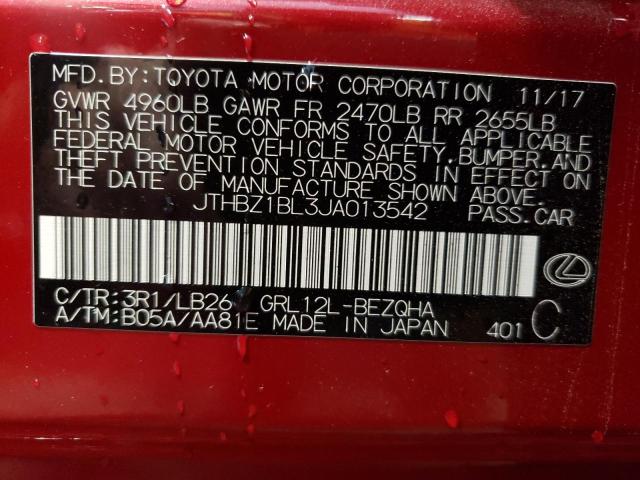 MFD.BY:TOYOTA MOTOR CORPORATION 11/17
GVWR 4960LB GAWR FR 2470LB RR 2655LB
THIS VEHICLE CONFORMS TO ALL APPLICABLE
FEDERAL MOTOR VEHICLE SAFETY,BUMPER,AND
THEFT PREVENTION STANDARDS IN EFFECT ON
THE DATE OF MANUFACTURE SHOWN ABOVE.
JTHBZ1BL3JA013542 PASS.CAR
C/TR:3R1/LB26 GRL12L-BEZQHA
A/TM:B05A/AA81E MADE IN JAPAN 401 C